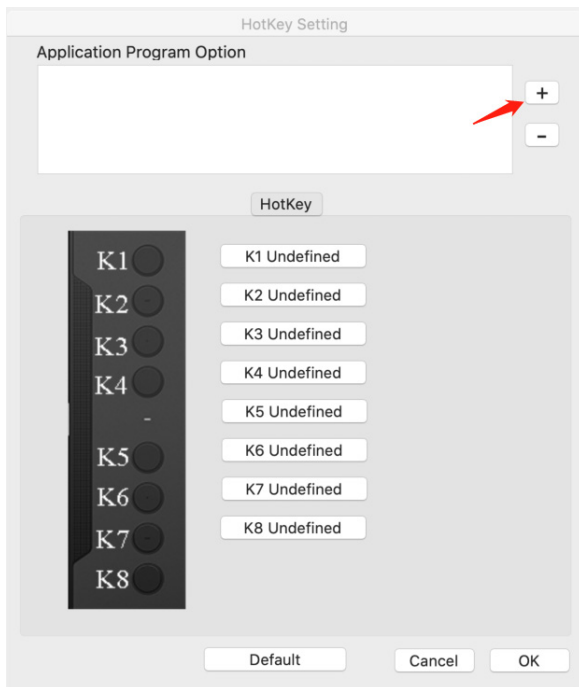 HotKey Setting
Application Program Option
+
-
HotKey
K1 K1 Undefined
K2 K2 Undefined
K3 K3 Undefined
K4 K4 Undefined
-
K5 K5 Undefined
K6 K6 Undefined
K7 K7 Undefined
K8 K8 Undefined
Default Cancel OK